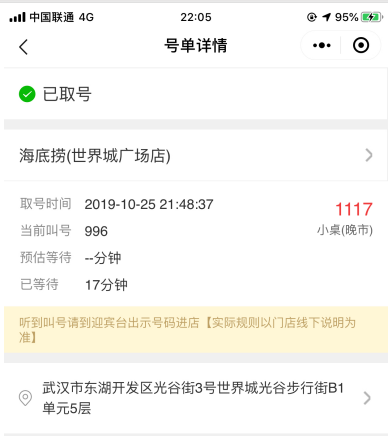 中国联通 4G 22:05 95%
号单详情
已取号
海底捞(世界城广场店)
取号时间 2019-10-25 21:48:37 1117
当前叫号 996 小桌(晚市)
预估等待 --分钟
已等待 17分钟
听到叫号请到迎宾台出示号码进店【实际规则以门店线下说明为
准】
武汉市东湖开发区光谷街3号世界城光谷步行街B1
单元5层